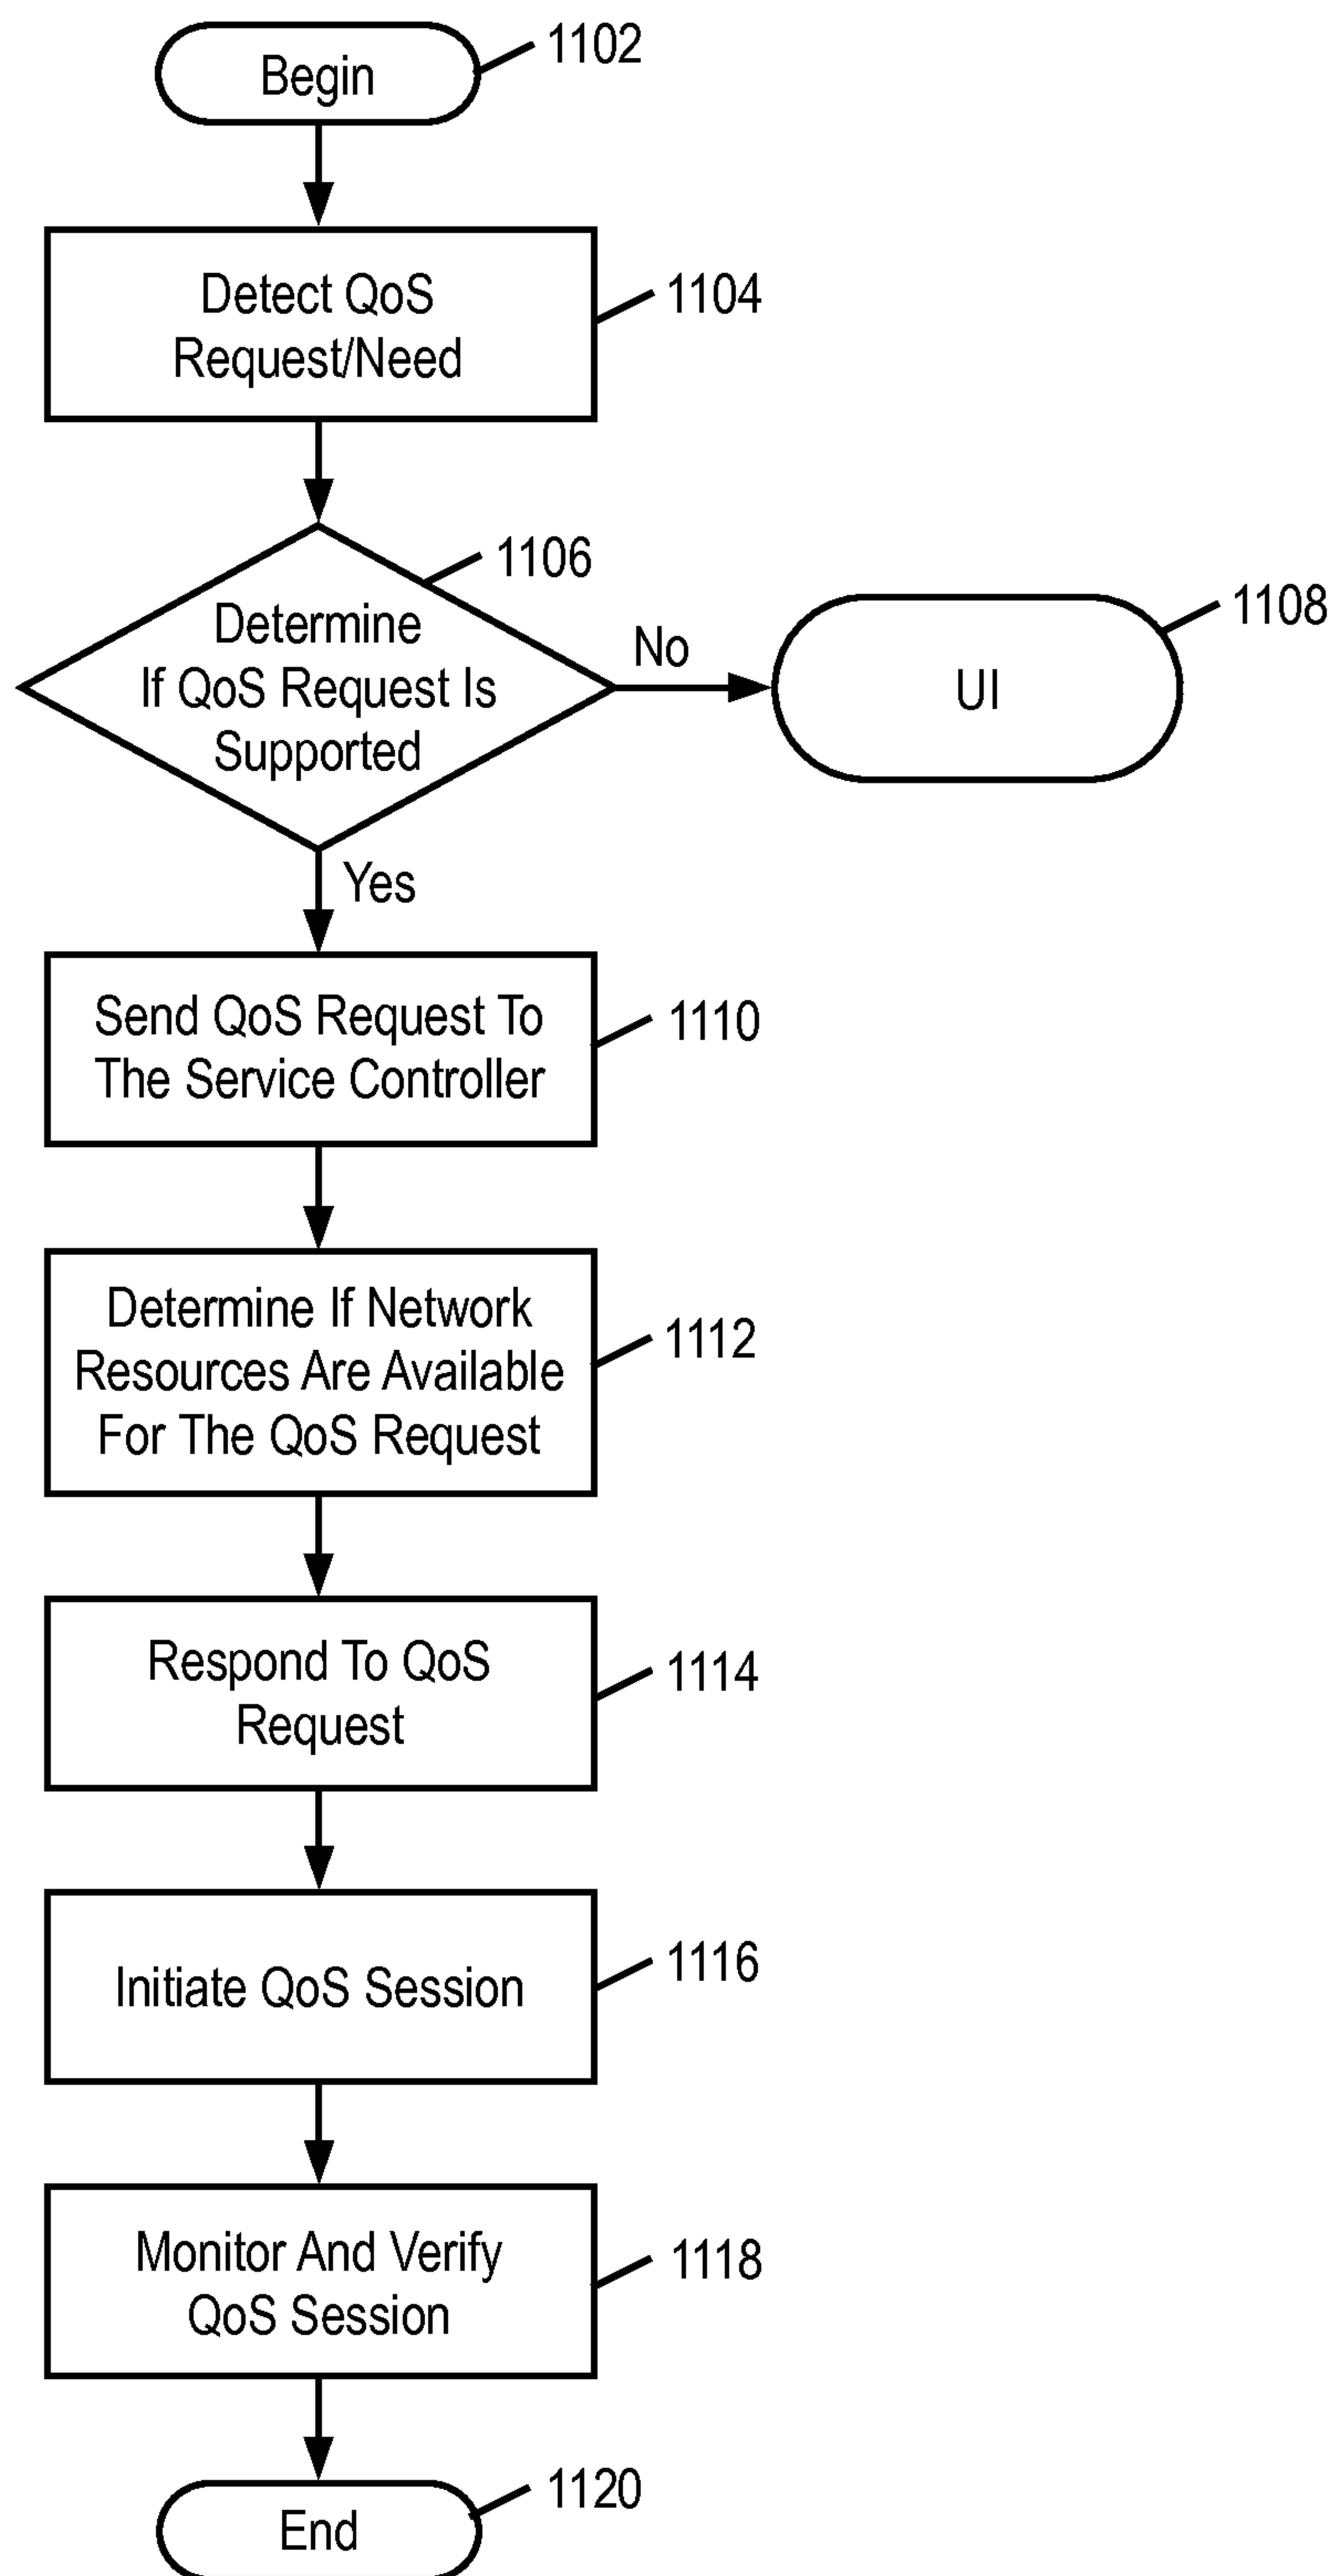 Begin
1102
Detect QoS
Request/Need
1104
1106
Determine
If QoS Request Is
Supported
No
UI
1108
Yes
Send QoS Request To
The Service Controller
1110
Determine If Network
Resources Are Available
For The QoS Request
1112
Respond To QoS
Request
1114
Initiate QoS Session
1116
Monitor And Verify
QoS Session
1118
End
1120